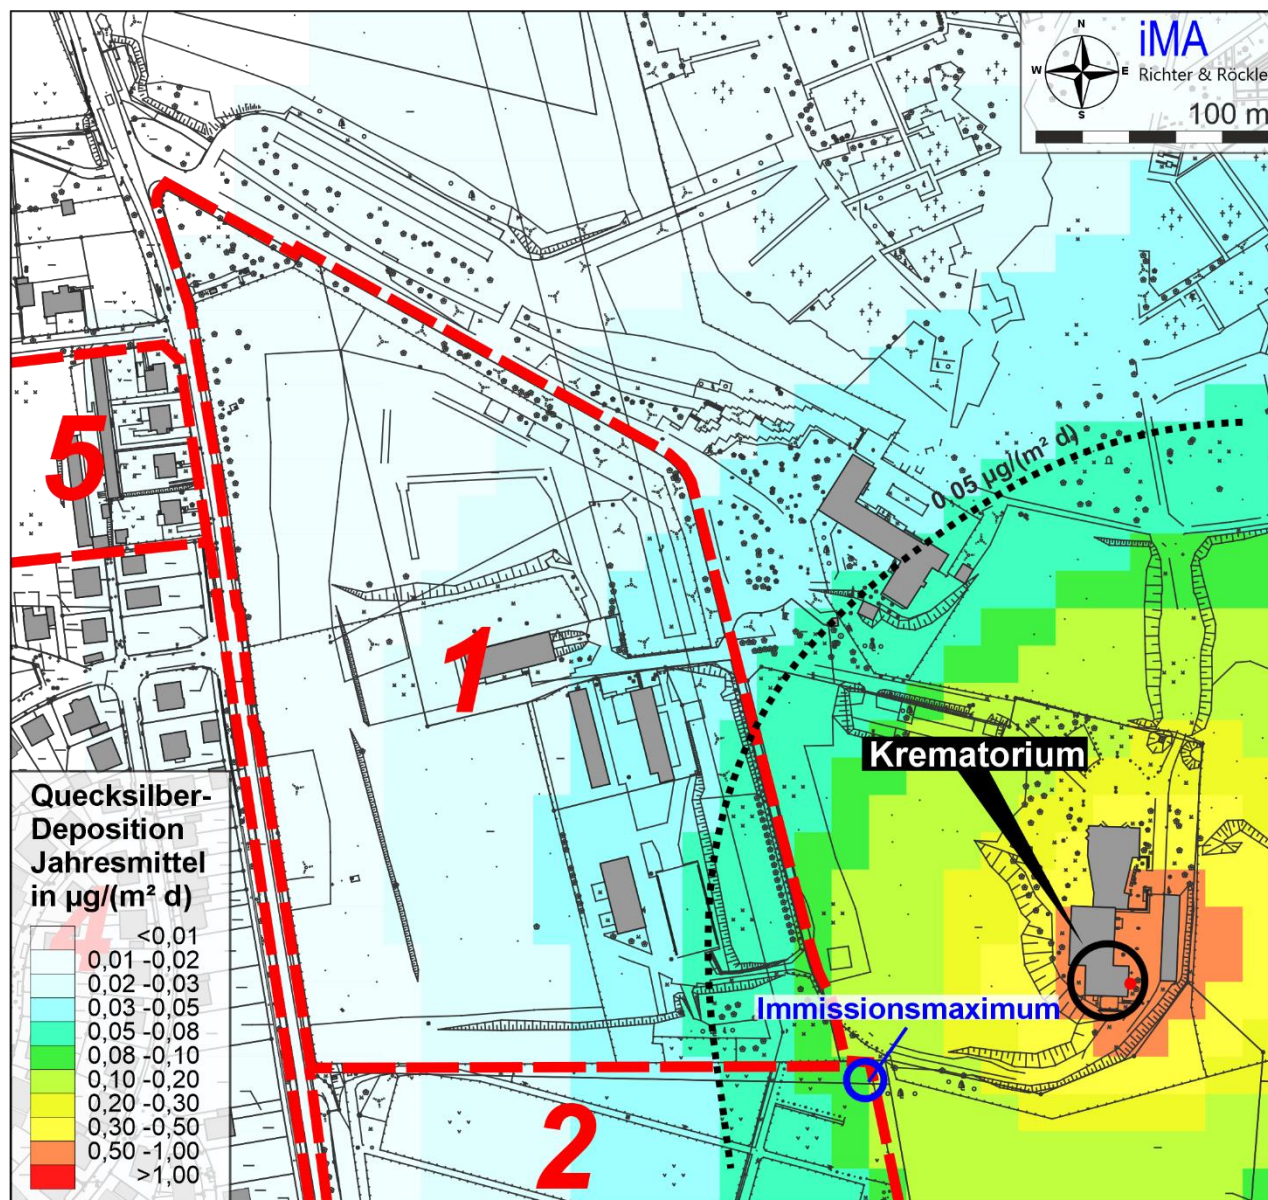 N
W E
S
iMA
Richter & Röckle
100 m
5
0,05 µg/(m² d)
1
Krematorium
Quecksilber-
Deposition
Jahresmittel
in µg/(m² d)
4
<0,01
0,01 -0,02
0,02 -0,03
0,03 -0,05
0,05 -0,08
0,08 -0,10
0,10 -0,20
0,20 -0,30
0,30 -0,50
0,50 -1,00
>1,00
Immissionsmaximum
2